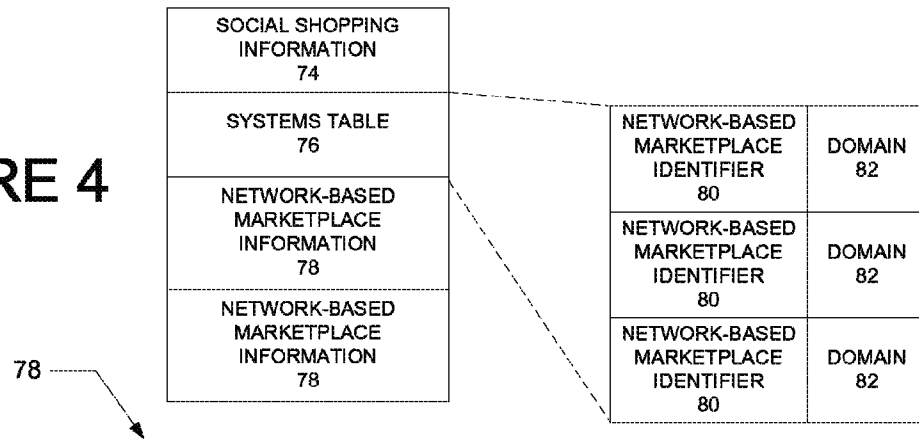 SOCIAL SHOPPING
INFORMATION
74
SYSTEMS TABLE
76
NETWORK-BASED
MARKETPLACE
INFORMATION
78
NETWORK-BASED
MARKETPLACE
INFORMATION
78
RE 4
78
NETWORK-BASED
MARKETPLACE
IDENTIFIER
80
DOMAIN
82
NETWORK-BASED
MARKETPLACE
IDENTIFIER
80
DOMAIN
82
NETWORK-BASED
MARKETPLACE
IDENTIFIER
80
DOMAIN
82